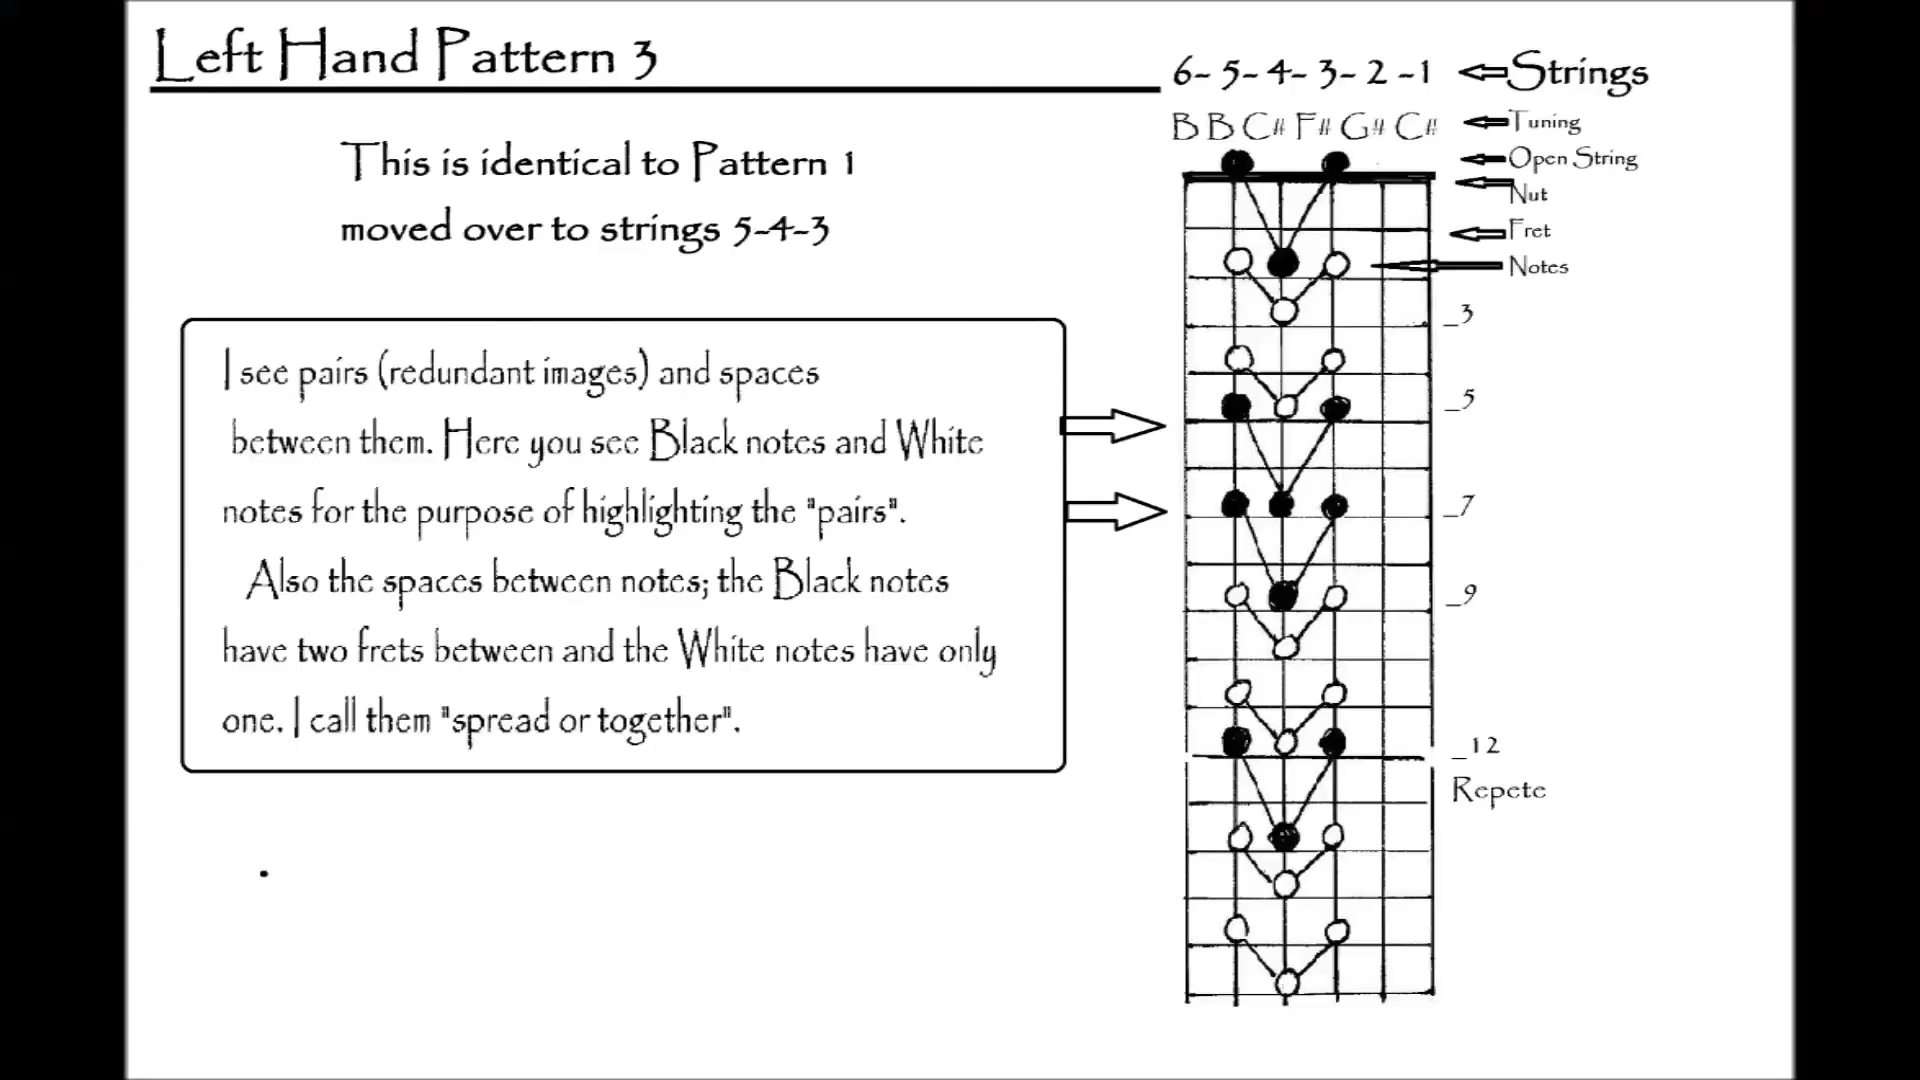 Left Hand Pattern 3
This is identical to Pattern 1
moved over to strings 5-4-3
I see pairs (redundant images) and spaces
between them. Here you see Black notes and White
notes for the purpose of highlighting the "pairs".
Also the spaces between notes; the Black notes
have two frets between and the White notes have only
one. I call them "spread or together".
6- 5- 4- 3- 2 -1 Strings
B B C# F# G# C# Tuning
Open String
Nut
Fret
Notes
_3
_5
_7
_9
_12
Repete